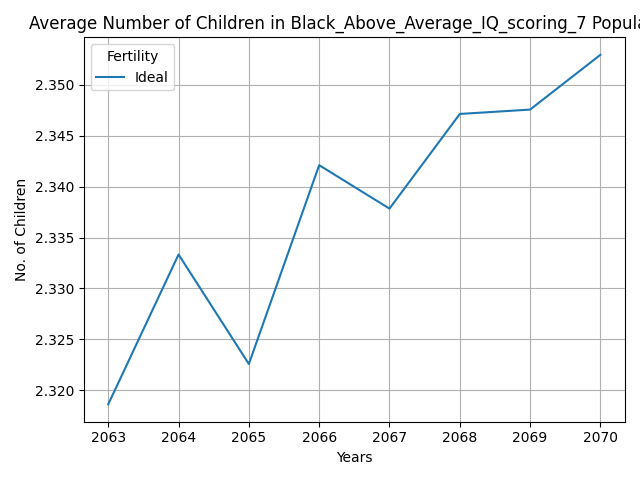 Average Number of Children in Black_Above_Average_IQ_scoring_7 Popula
Fertility
Ideal
2.350
2.345
2.340
2.335
2.330
2.325
2.320
No. of Children
2063 2064 2065 2066 2067 2068 2069 2070
Years